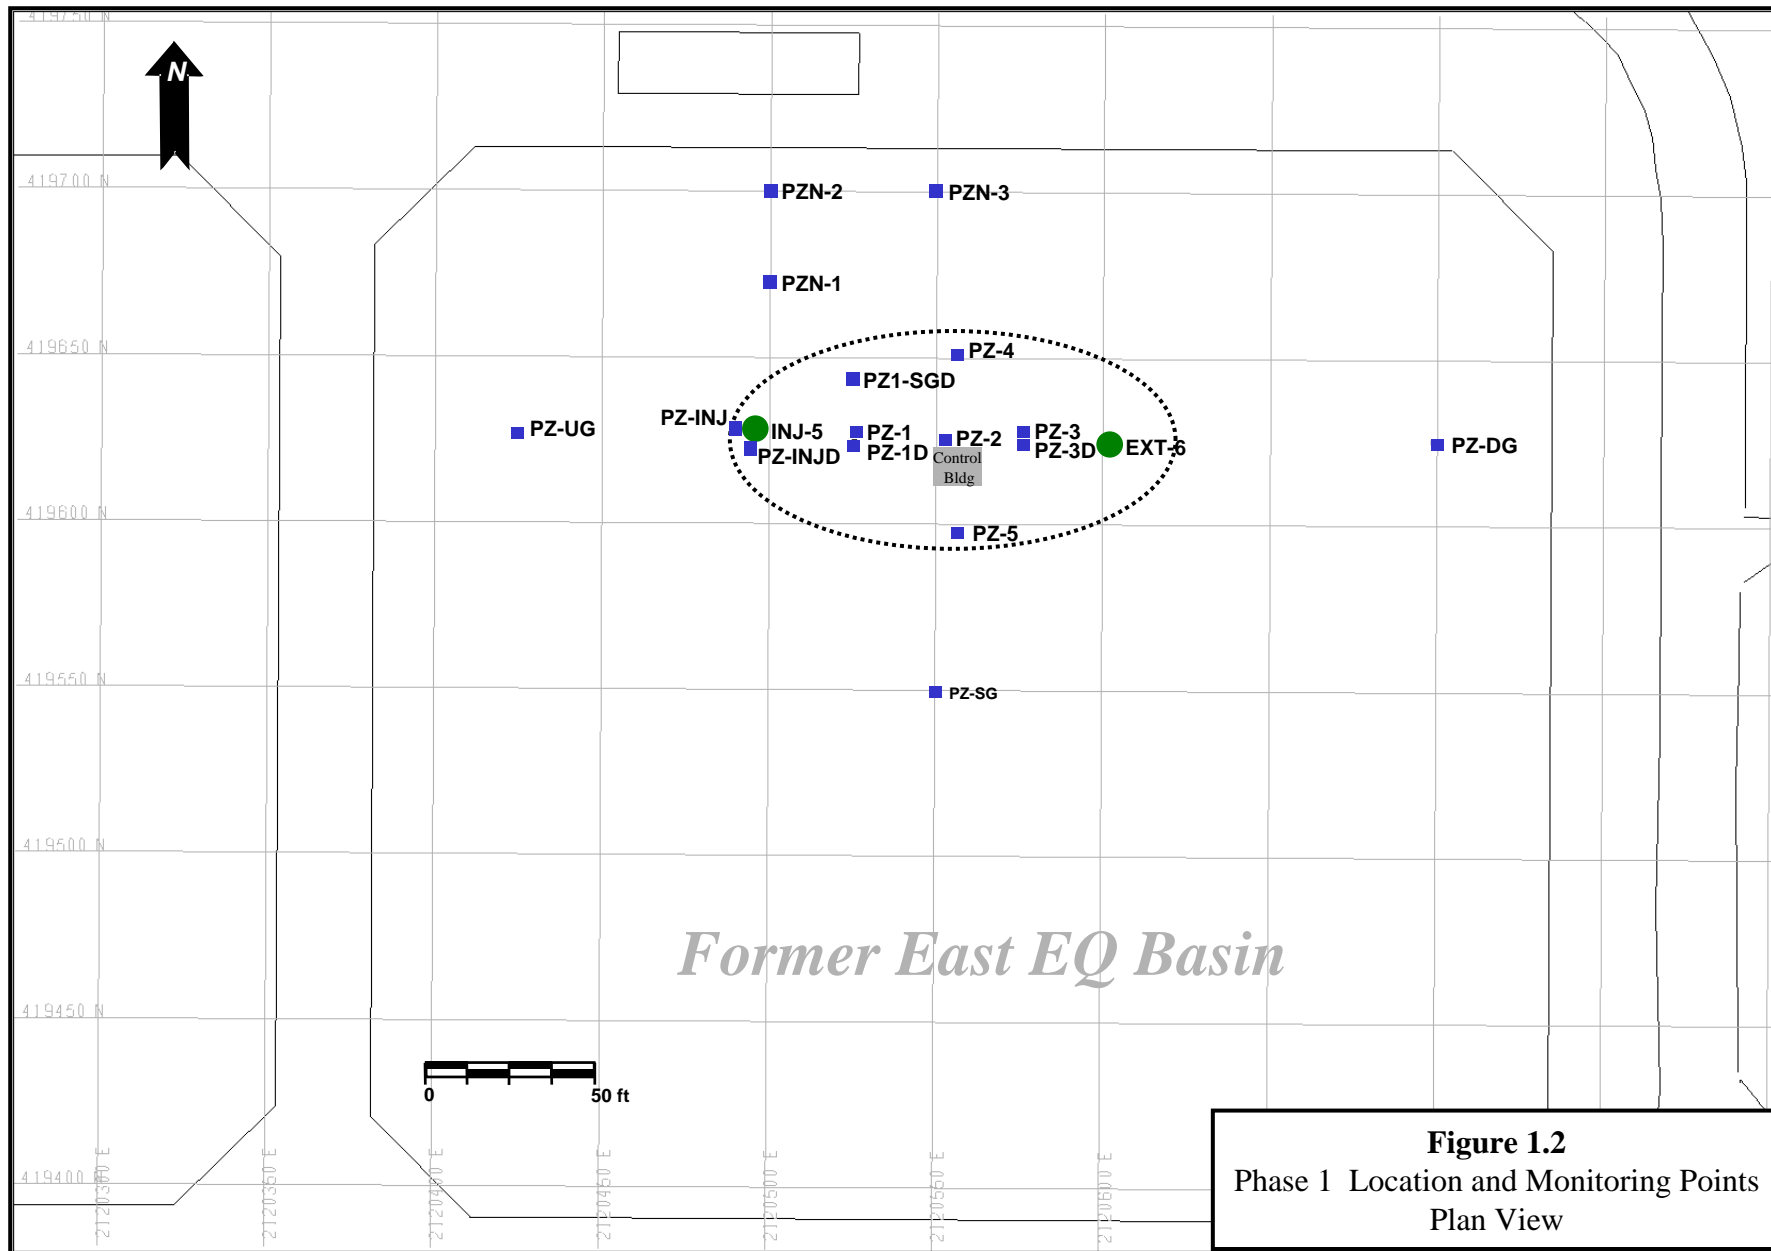 419750 N
N
419700 N
PZN-2
PZN-3
PZN-1
419650 N
PZ-4
PZ1-SGD
PZ-INJ
PZ-UG
INJ-5
PZ-1
PZ-2
PZ-3
PZ-INJD
PZ-1D
PZ-3D
EXT-6
PZ-DG
Control
Bldg
419600 N
PZ-5
419550 N
PZ-SG
419500 N
Former East EQ Basin
419450 N
0
50 ft
419400 N
2120300 E
2120350 E
2120400 E
2120450 E
2120500 E
2120550 E
2120600 E
Figure 1.2
Phase 1 Location and Monitoring Points
Plan View